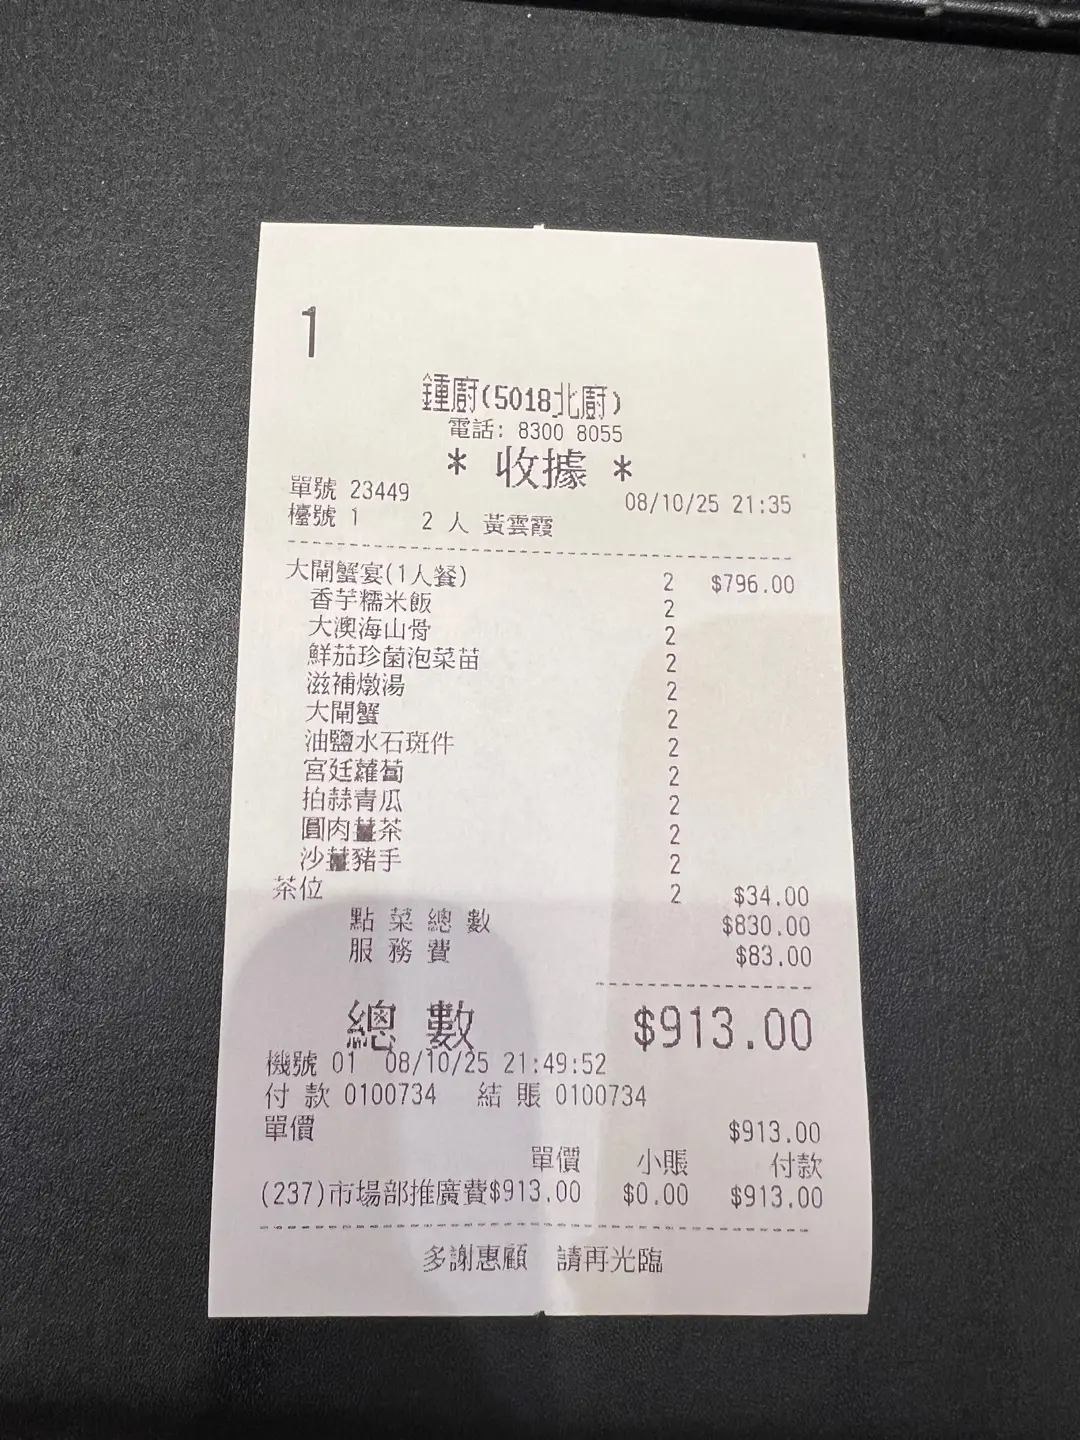 1
鍾廚(5018北廚)
電話: 8300 8055
* 收據 *
單號 23449 08/10/25 21:35
檯號 1 2 人 黃雲霞
大閘蟹宴(1人餐) 2 $796.00
香芋糯米飯 2
大澳海山骨 2
鮮茄珍菌泡菜苗 2
滋補燉湯 2
大閘蟹 2
油鹽水石斑件 2
宮廷蘿蔔 2
拍蒜青瓜 2
圓肉薑茶 2
沙薑豬手 2
茶位 2 $34.00
點菜總數 $830.00
服務費 $83.00
總數 $913.00
機號 01 08/10/25 21:49:52
付款 0100734 結賬 0100734
單價 $913.00
單價 小賬 付款
(237)市場部推廣費$913.00 $0.00 $913.00
多謝惠顧 請再光臨